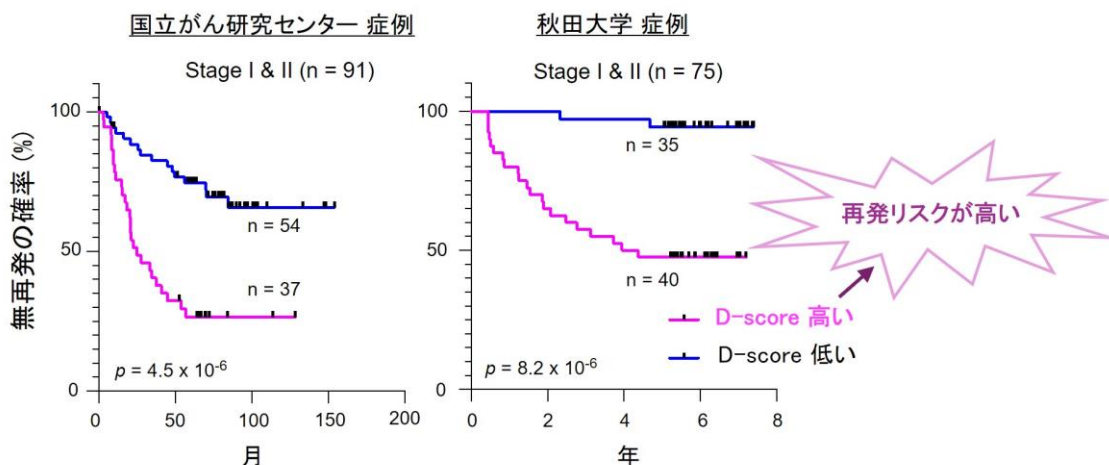 国立がん研究センター 症例
Stage I & II (n = 91)
無再発の確率 (%)
100
50
0
n = 54
n = 37
p = 4.5 x 10⁻⁶
0 50 100 150 200
月
秋田大学 症例
Stage I & II (n = 75)
100
50
0
n = 35
n = 40
p = 8.2 x 10⁻⁶
0 2 4 6 8
年
再発リスクが高い
D-score 高い
D-score 低い